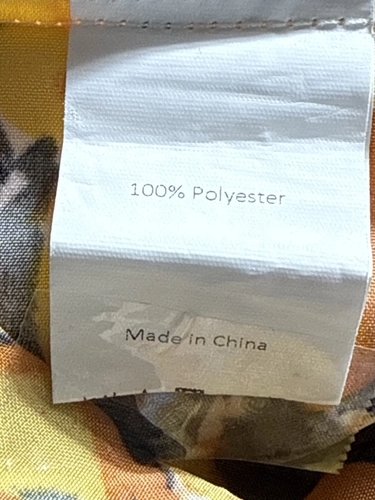 100% Polyester
Made in China